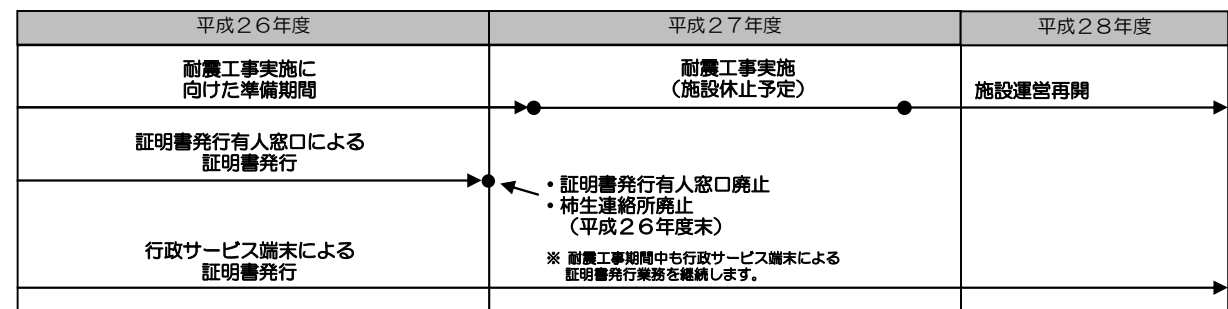 平成２６年度
平成２７年度
平成２８年度
耐震工事実施に
向けた準備期間
耐震工事実施
（施設休止予定）
施設運営再開
証明書発行有人窓口による
証明書発行
・証明書発行有人窓口廃止
・柿生連絡所廃止
（平成２６年度末）
行政サービス端末による
証明書発行
※ 耐震工事期間中も行政サービス端末による
証明書発行業務を継続します。